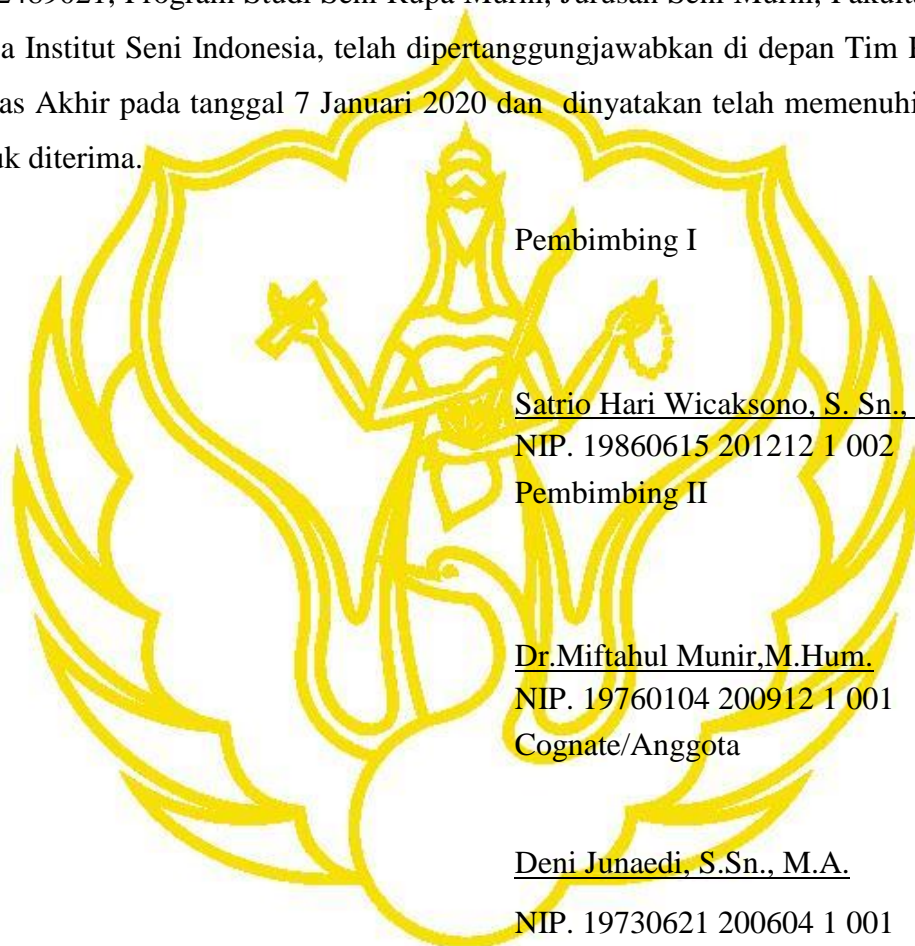 Program Studi Seni Rupa Murni, Jurusan Seni Murni,
a Institut Seni Indonesia, telah dipertanggungjawabkan di depan Tim
as Akhir pada tanggal 7 Januari 2020 dan dinyatakan telah memenuhi
uk diterima.
Pembimbing I
Satrio Hari Wicaksono, S. Sn.,
NIP. 19860615 201212 1 002
Pembimbing II
Dr.Miftahul Munir,M.Hum.
NIP. 19760104 200912 1 001
Cognate/Anggota
Deni Junaedi, S.Sn., M.A.
NIP. 19730621 200604 1 001